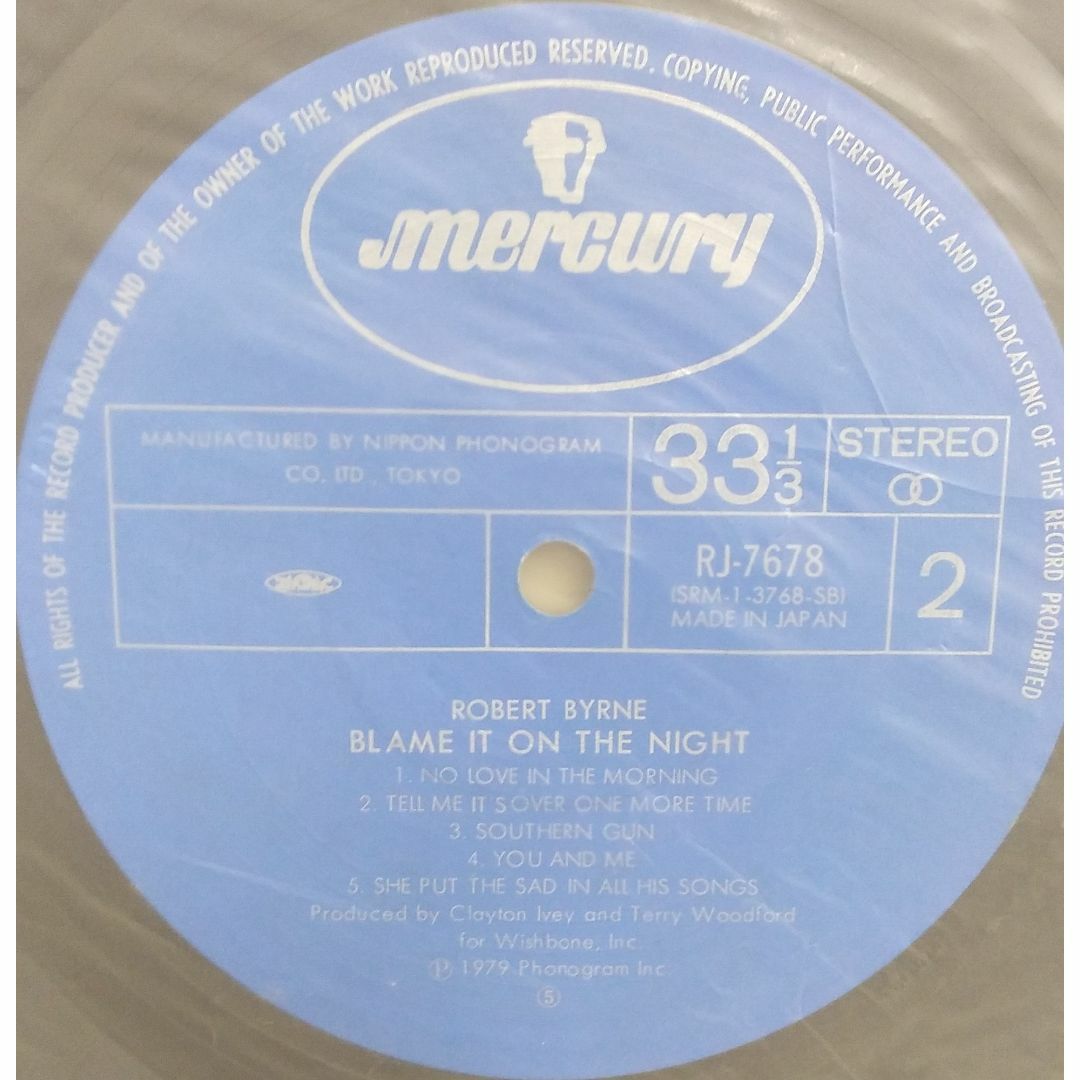 ALL RIGHTS OF THE RECORD PRODUCER AND OF THE OWNER OF THE WORK REPRODUCED RESERVED. COPYING, PUBLIC PERFORMANCE AND BROADCASTING OF THIS RECORD PROHIBITED
mercury
MANUFACTURED BY NIPPON PHONOGRAM
CO, LTD., TOKYO
33 1/3
STEREO
RJ-7678
(SRM-1-3768-SB)
MADE IN JAPAN
2
ROBERT BYRNE
BLAME IT ON THE NIGHT
1. NO LOVE IN THE MORNING
2. TELL ME IT S OVER ONE MORE TIME
3. SOUTHERN GUN
4. YOU AND ME
5. SHE PUT THE SAD IN ALL HIS SONGS
Produced by Clayton Ivey and Terry Woodford
for Wishbone, Inc.
Ⓟ 1979 Phonogram Inc.
⑤